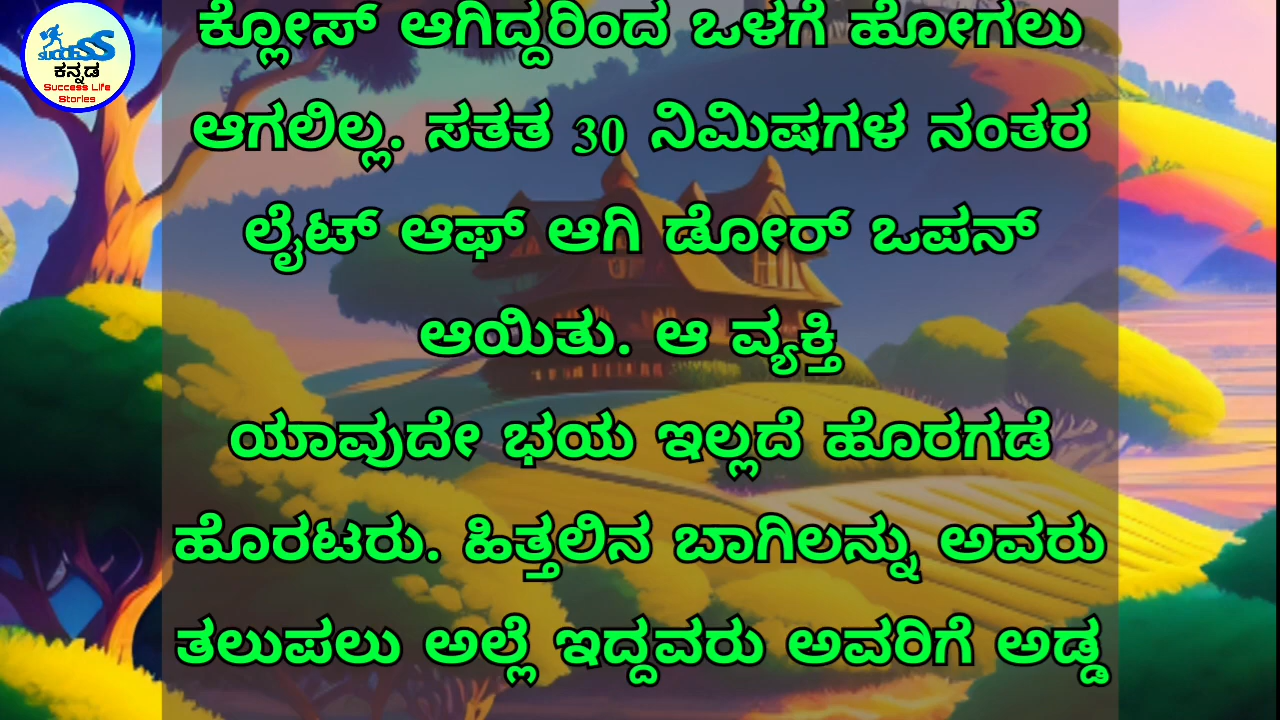 SUCCESS
ಕನ್ನಡ
Success Life
Stories
ಕ್ಲೋಸ್ ಆಗಿದ್ದರಿಂದ ಒಳಗೆ ಹೋಗಲು
ಆಗಲಿಲ್ಲ. ಸತತ 30 ನಿಮಿಷಗಳ ನಂತರ
ಲೈಟ್ ಆಫ್ ಆಗಿ ಡೋರ್ ಒಪನ್
ಆಯಿತು. ಆ ವ್ಯಕ್ತಿ
ಯಾವುದೇ ಭಯ ಇಲ್ಲದೆ ಹೊರಗಡೆ
ಹೊರಟರು. ಹಿತ್ತಲಿನ ಬಾಗಿಲನ್ನು ಅವರು
ತಲುಪಲು ಅಲ್ಲೆ ಇದ್ದವರು ಅವರಿಗೆ ಅಡ್ಡ